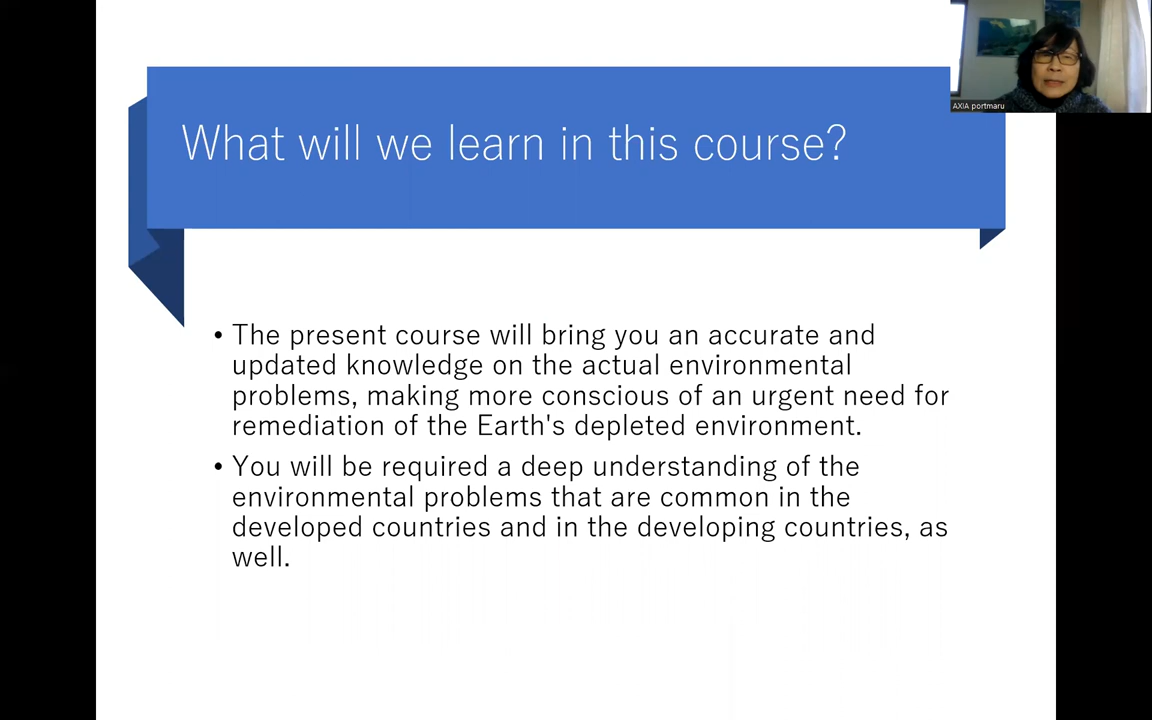 What will we learn in this course?
AXIA portmaru
• The present course will bring you an accurate and
updated knowledge on the actual environmental
problems, making more conscious of an urgent need for
remediation of the Earth's depleted environment.
• You will be required a deep understanding of the
environmental problems that are common in the
developed countries and in the developing countries, as
well.